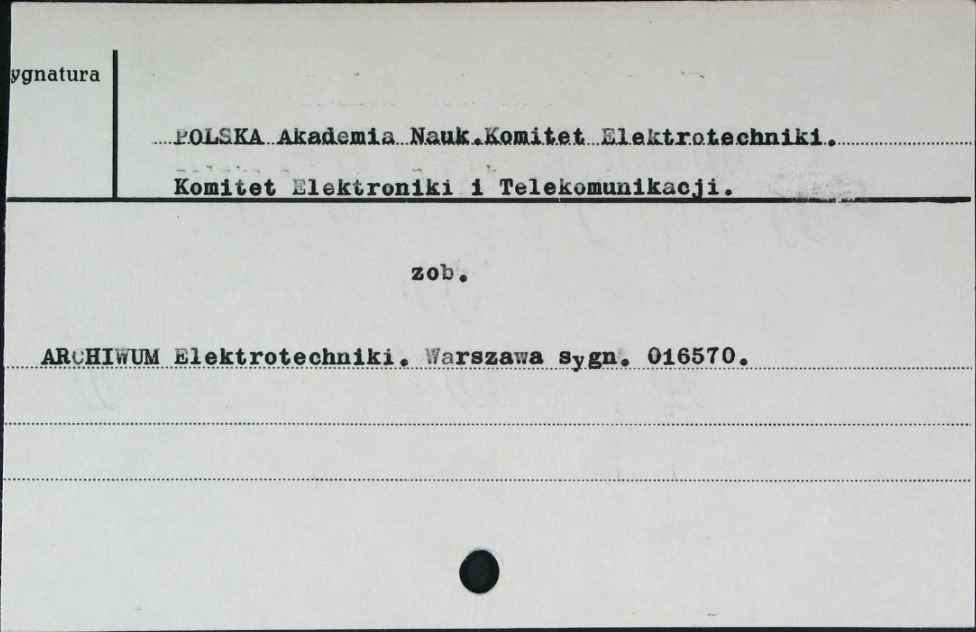 ygnatura
POLSKA Akademia Nauk.Komitet Elektrotechniki.
Komitet Elektroniki i Telekomunikacji.
zob.
ARCHIWUM Elektrotechniki. Warszawa sygn. 016570.